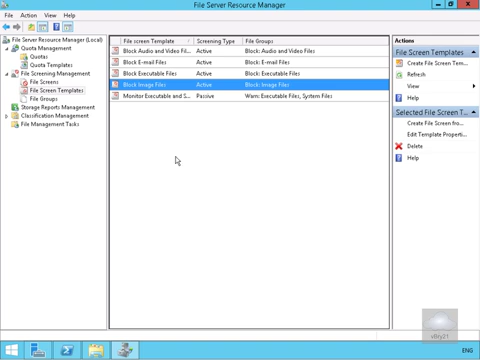 File Server Resource Manager
File Action View Help
File Server Resource Manager (Local)
Quota Management
Quotas
Quota Templates
File Screening Management
File Screens
File Screen Templates
File Groups
Storage Reports Management
Classification Management
File Management Tasks
File screen Template Screening Type File Groups
Block Audio and Video Fil... Active Block: Audio and Video Files
Block E-mail Files Active Block: E-mail Files
Block Executable Files Active Block: Executable Files
Block Image Files Active Block: Image Files
Monitor Executable and S... Passive Warn: Executable Files, System Files
Actions
File Screen Templates
Create File Screen Tem...
Refresh
View
Help
Selected File Screen T...
Create File Screen fro...
Edit Template Properti...
Delete
Help
ENG